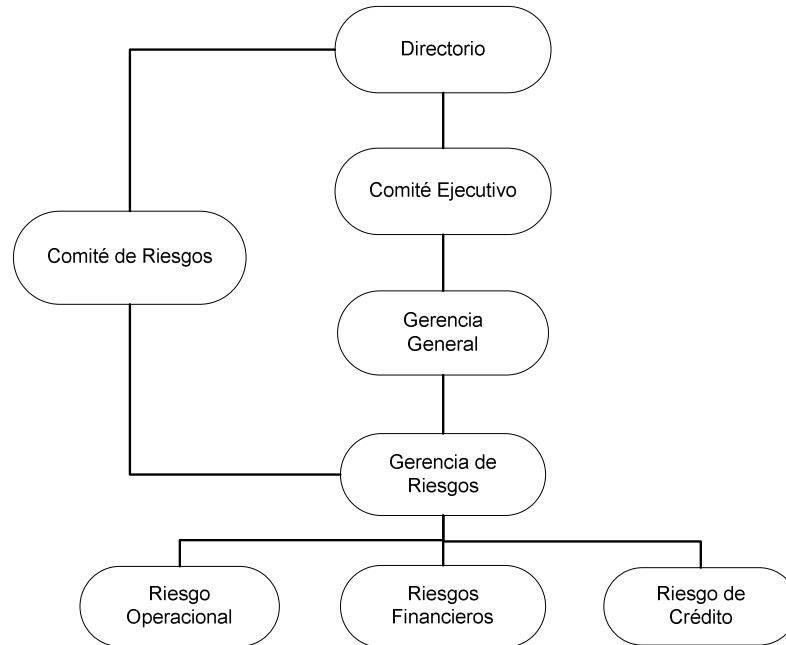 Directorio
Comité Ejecutivo
Comité de Riesgos
Gerencia
General
Gerencia de
Riesgos
Riesgo
Operacional
Riesgos
Financieros
Riesgo de
Crédito